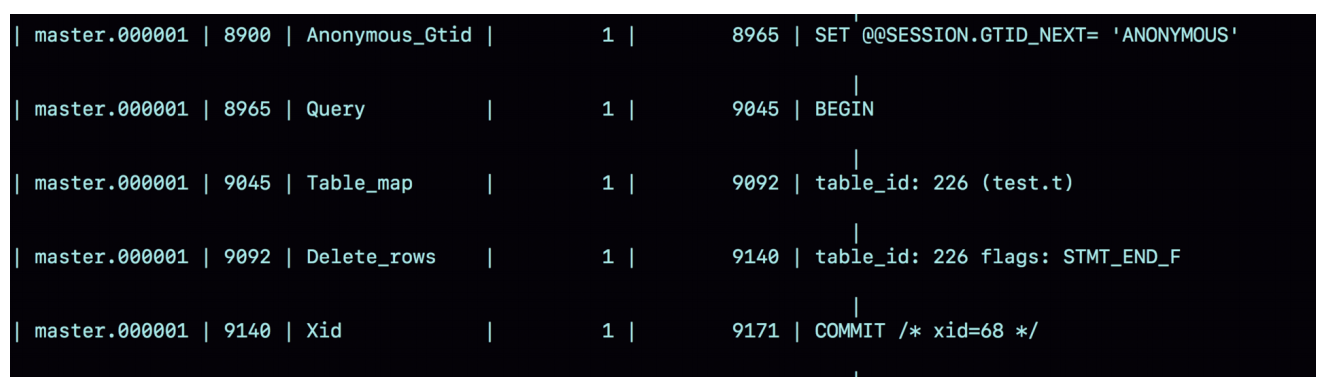 | master.000001 | 8900 | Anonymous_Gtid | 1 | 8965 | SET @@SESSION.GTID_NEXT= 'ANONYMOUS'
|
| master.000001 | 8965 | Query | 1 | 9045 | BEGIN
|
| master.000001 | 9045 | Table_map | 1 | 9092 | table_id: 226 (test.t)
|
| master.000001 | 9092 | Delete_rows | 1 | 9140 | table_id: 226 flags: STMT_END_F
|
| master.000001 | 9140 | Xid | 1 | 9171 | COMMIT /* xid=68 */